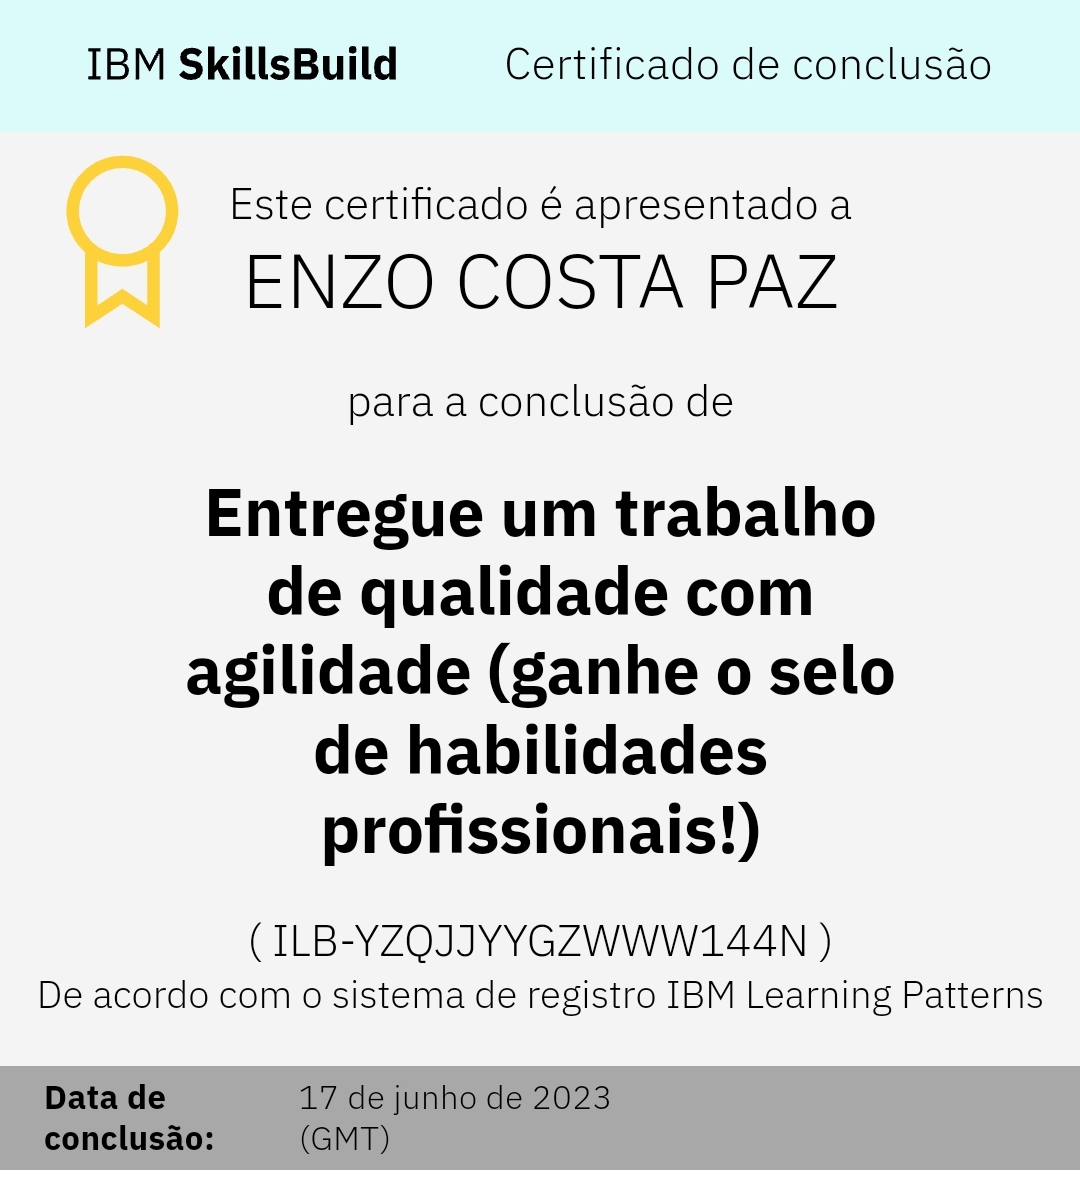 IBM SkillsBuild Certificado de conclusão
Este certificado é apresentado a
ENZO COSTA PAZ
para a conclusão de
Entregue um trabalho
de qualidade com
agilidade (ganhe o selo
de habilidades
profissionais!)
( ILB-YZQJJYYGZWWW144N )
De acordo com o sistema de registro IBM Learning Patterns
Data de
conclusão:
17 de junho de 2023
(GMT)